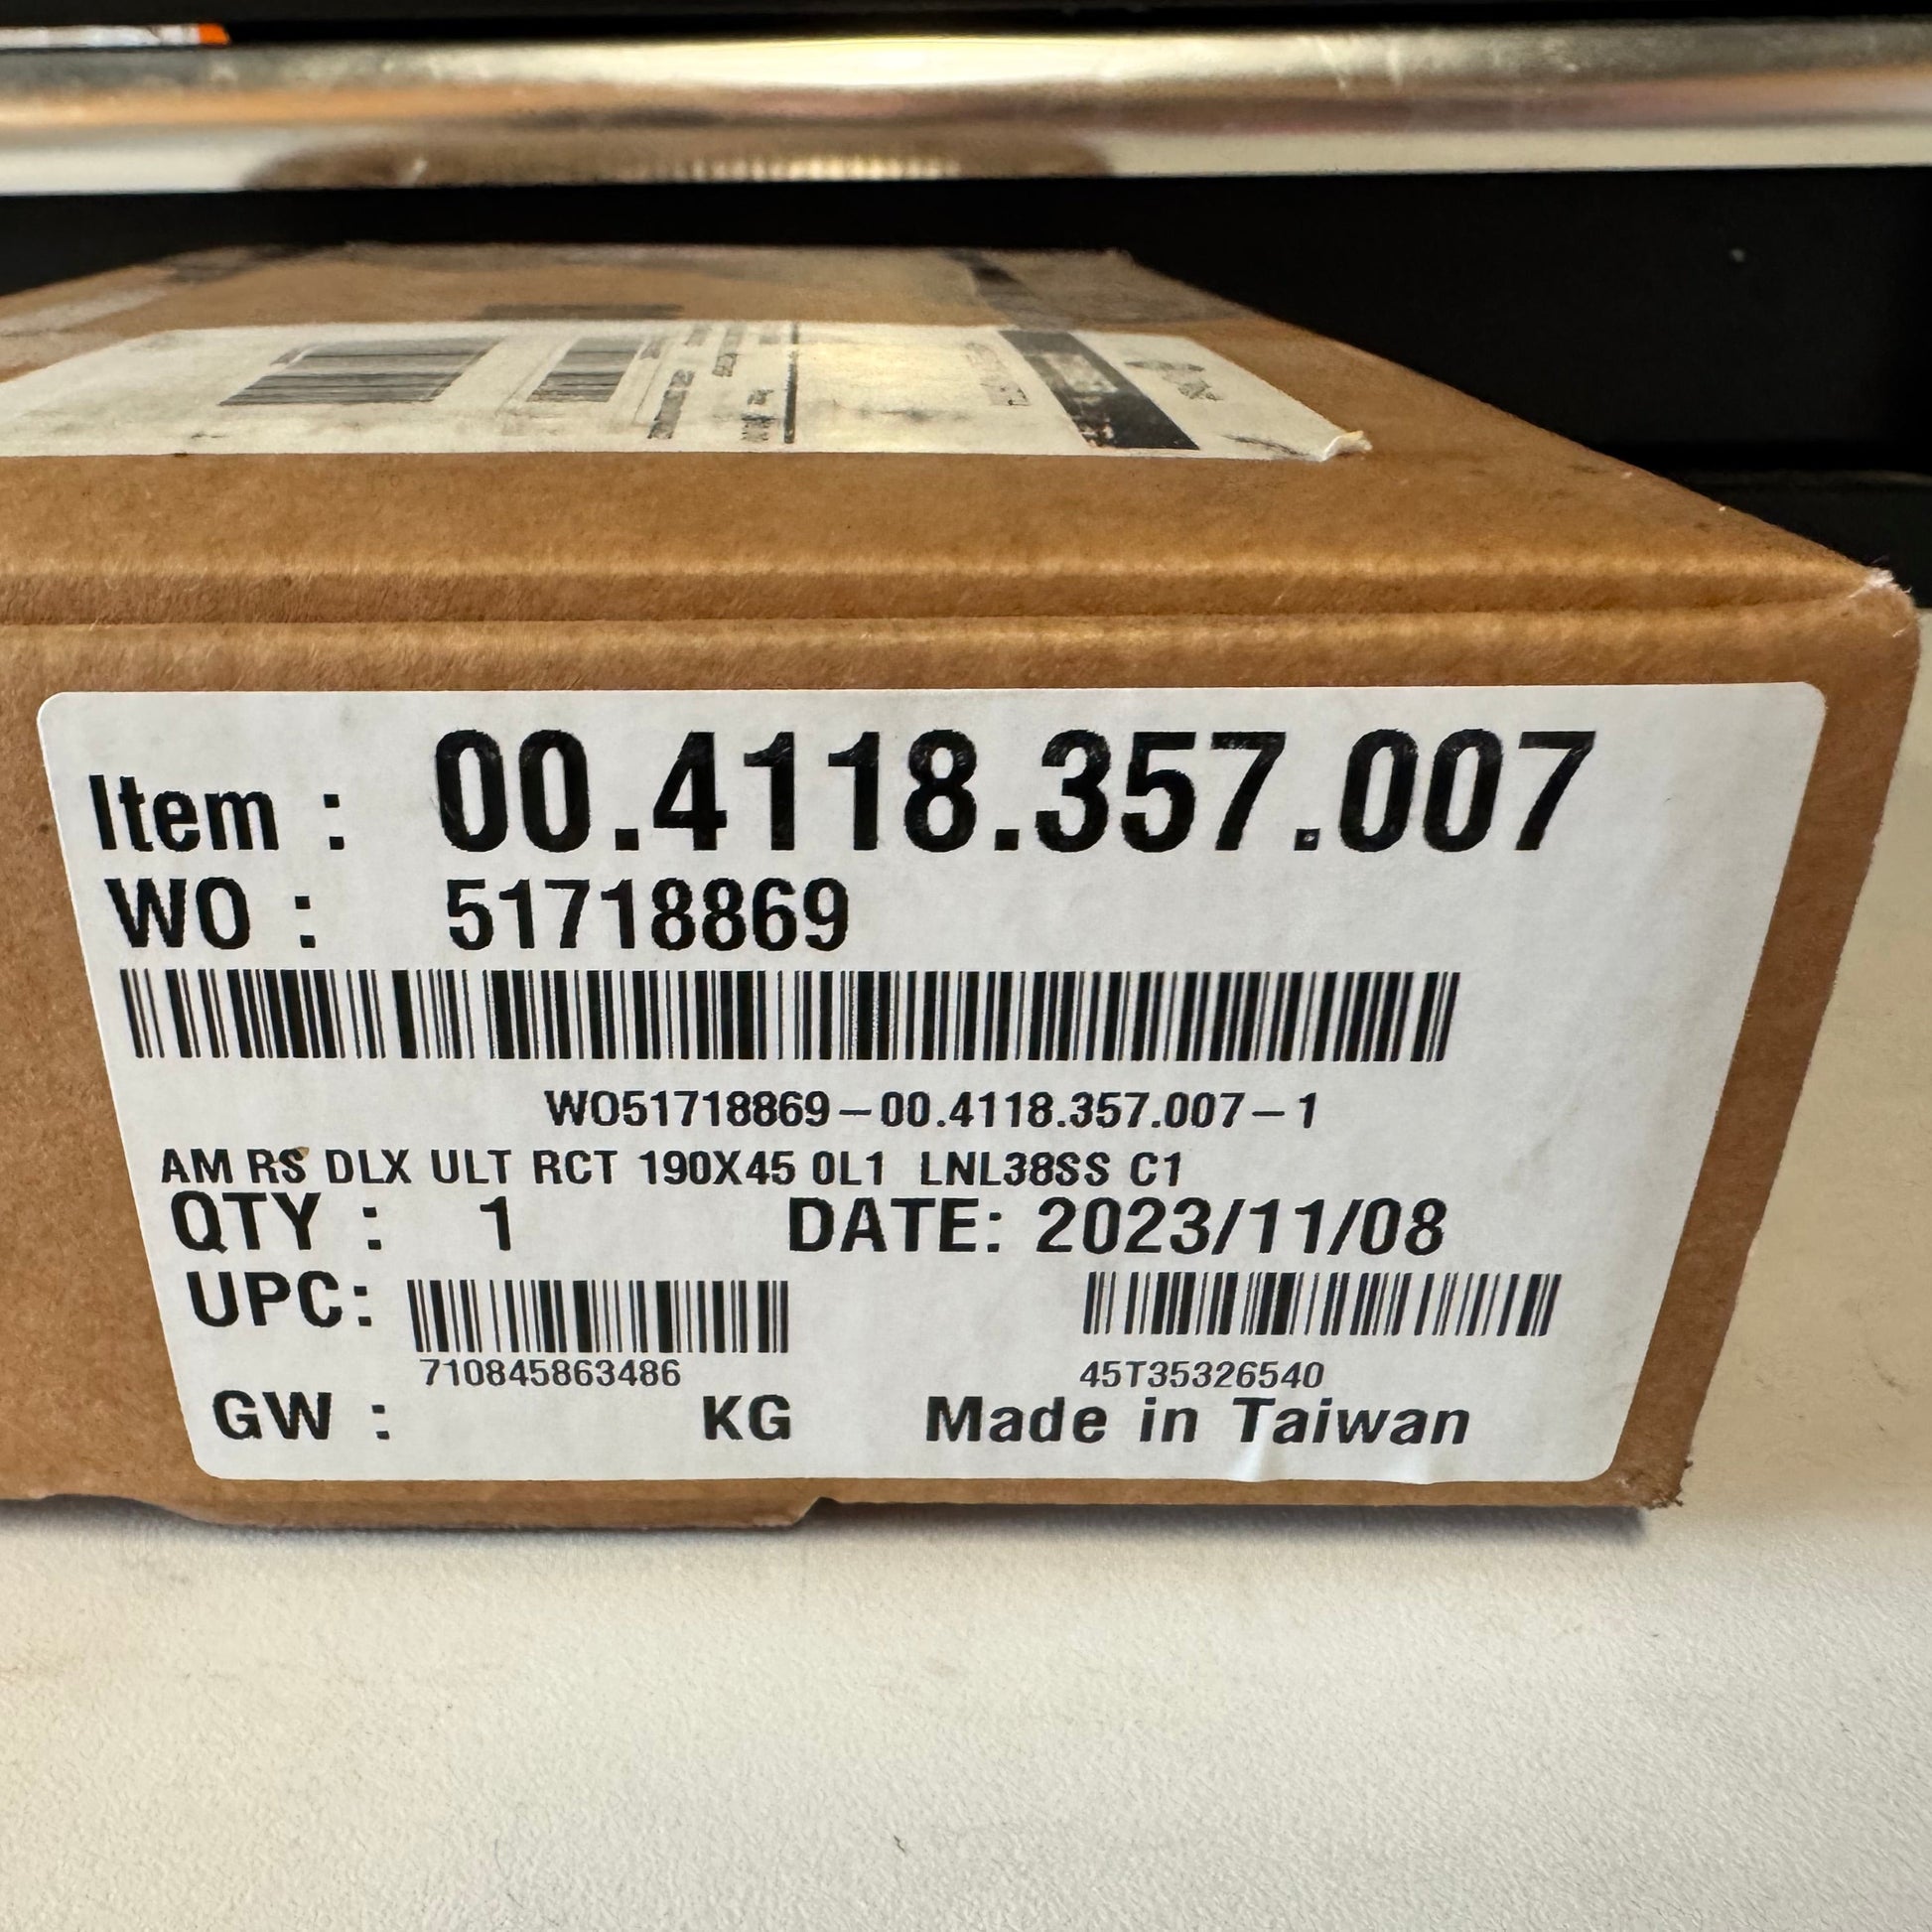 Item : 00.4118.357.007
WO : 51718869
WO51718869-00.4118.357.007-1
AM RS DLX ULT RCT 190X45 0L1 LNL38SS C1
QTY : 1 DATE: 2023/11/08
UPC:
710845863486 45T35326540
GW : KG Made in Taiwan